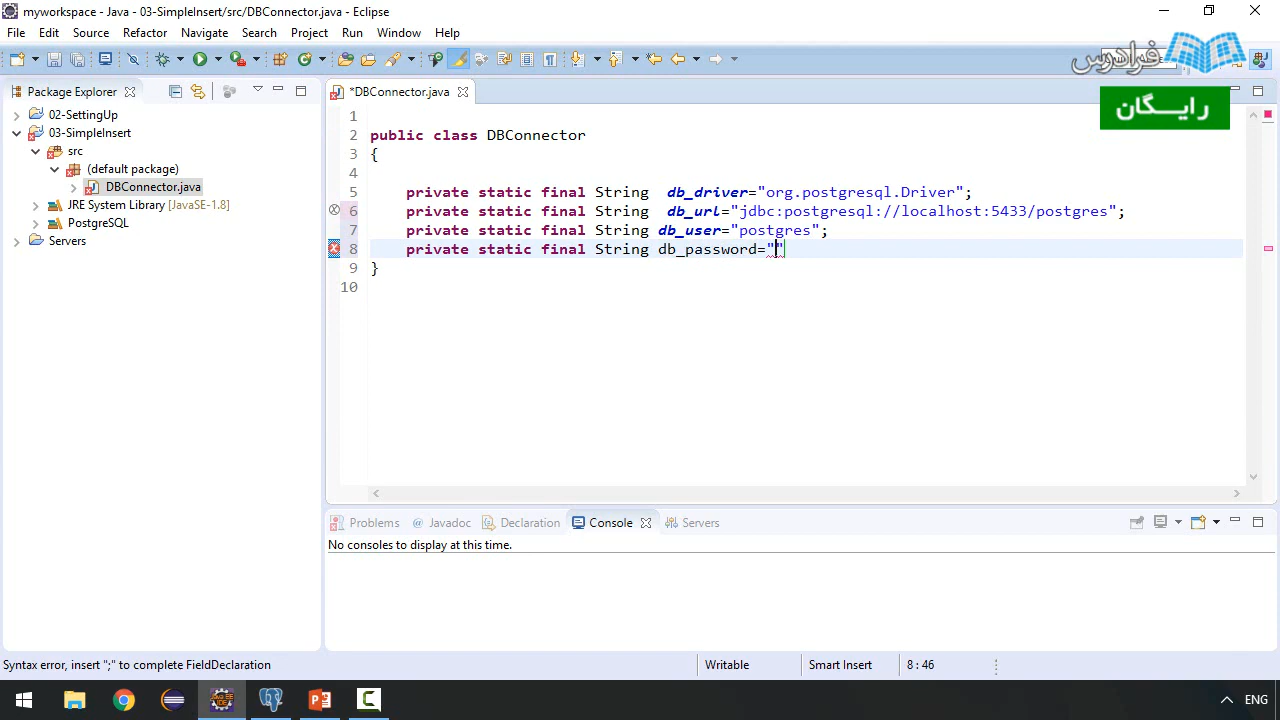 myworkspace - Java - 03-SimpleInsert/src/DBConnector.java - Eclipse
File Edit Source Refactor Navigate Search Project Run Window Help
فرادرس
رایـــگان
Package Explorer
*DBConnector.java
02-SettingUp
03-SimpleInsert
src
(default package)
DBConnector.java
JRE System Library [JavaSE-1.8]
PostgreSQL
Servers
1
2 public class DBConnector
3 {
4
5 private static final String db_driver="org.postgresql.Driver";
6 private static final String db_url="jdbc:postgresql://localhost:5433/postgres";
7 private static final String db_user="postgres";
8 private static final String db_password=""
9 }
10
Problems @ Javadoc Declaration Console Servers
No consoles to display at this time.
Syntax error, insert ";" to complete FieldDeclaration Writable Smart Insert 8 : 46
ENG